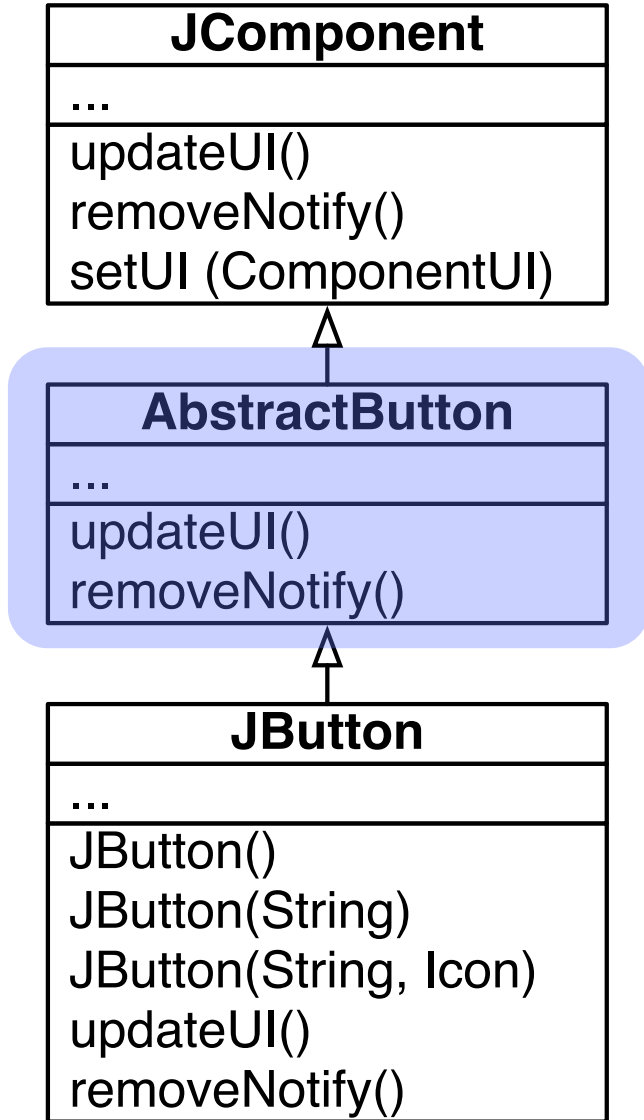 JComponent
...
updateUI()
removeNotify()
setUI (ComponentUI)
AbstractButton
...
updateUI()
removeNotify()
JButton
...
JButton()
JButton(String)
JButton(String, Icon)
updateUI()
removeNotify()